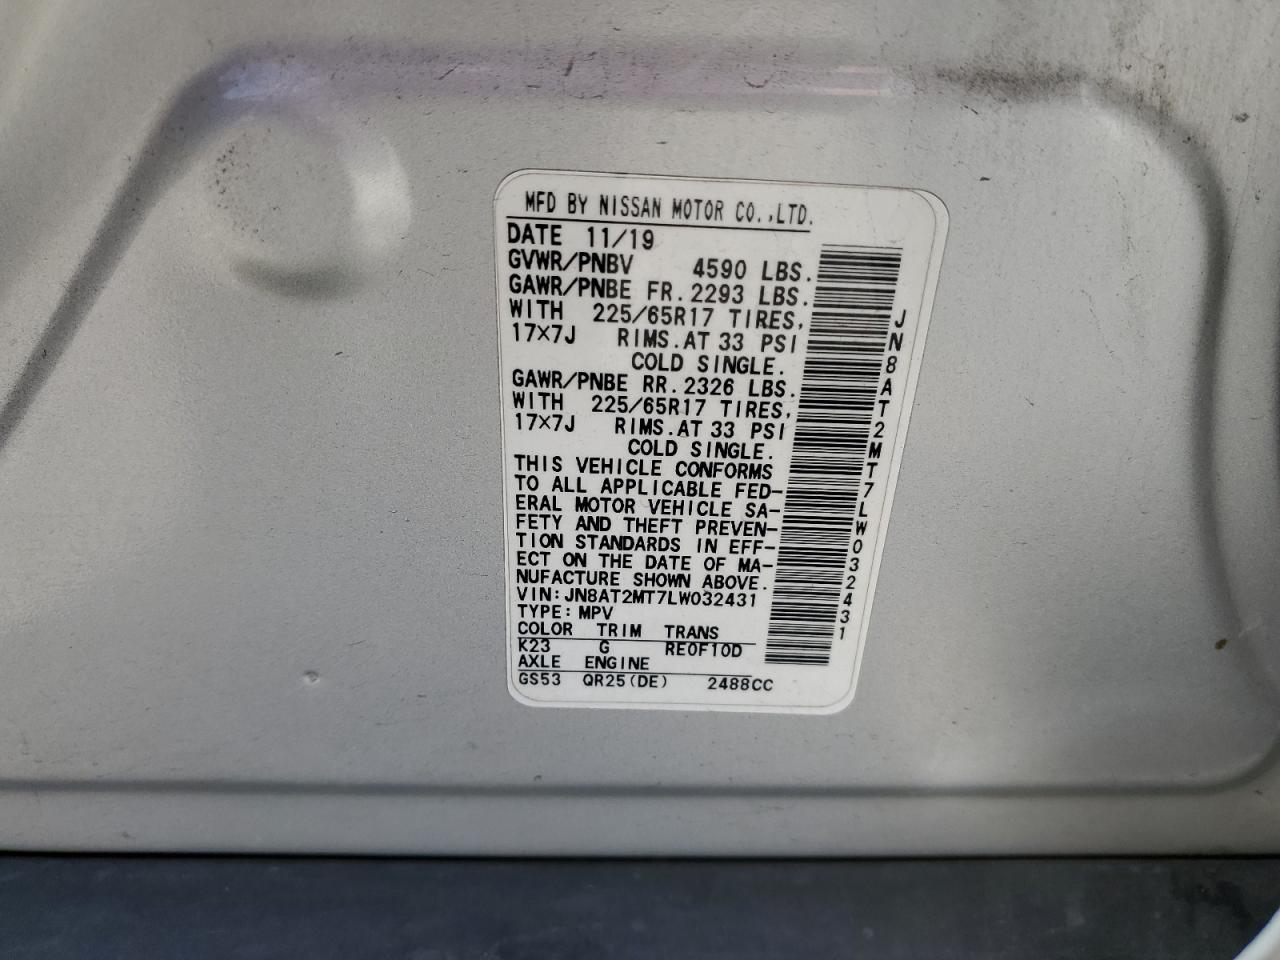 MFD BY NISSAN MOTOR CO.,LTD.
DATE 11/19
GVWR/PNBV 4590 LBS.
GAWR/PNBE FR. 2293 LBS.
WITH 225/65R17 TIRES,
17×7J RIMS.AT 33 PSI
COLD SINGLE.
GAWR/PNBE RR. 2326 LBS.
WITH 225/65R17 TIRES,
17×7J RIMS.AT 33 PSI
COLD SINGLE.
THIS VEHICLE CONFORMS
TO ALL APPLICABLE FED-
ERAL MOTOR VEHICLE SA-
FETY AND THEFT PREVEN-
TION STANDARDS IN EFF-
ECT ON THE DATE OF MA-
NUFACTURE SHOWN ABOVE.
VIN:JN8AT2MT7LW032431
TYPE:MPV
COLOR TRIM TRANS
K23 G RE0F10D
AXLE ENGINE
GS53 QR25(DE) 2488CC
JN8AT2MT7LW032431